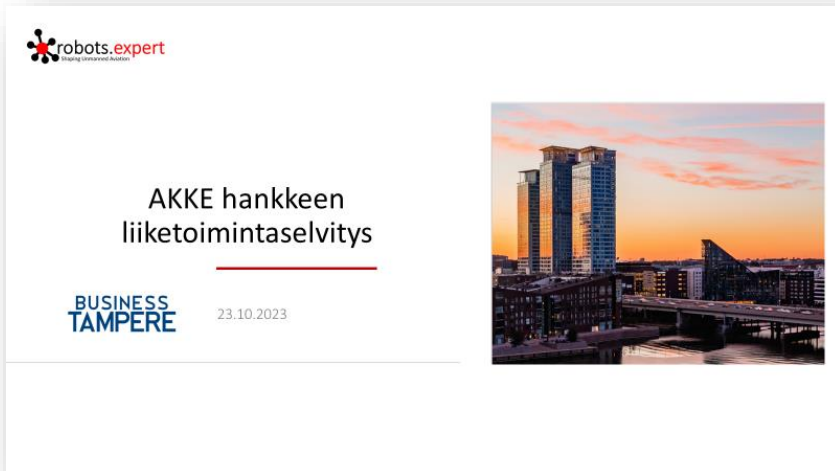 robots.expert
Shaping Unmanned Aviation
AKKE hankkeen
liiketoimintaselvitys
BUSINESS
TAMPERE
23.10.2023